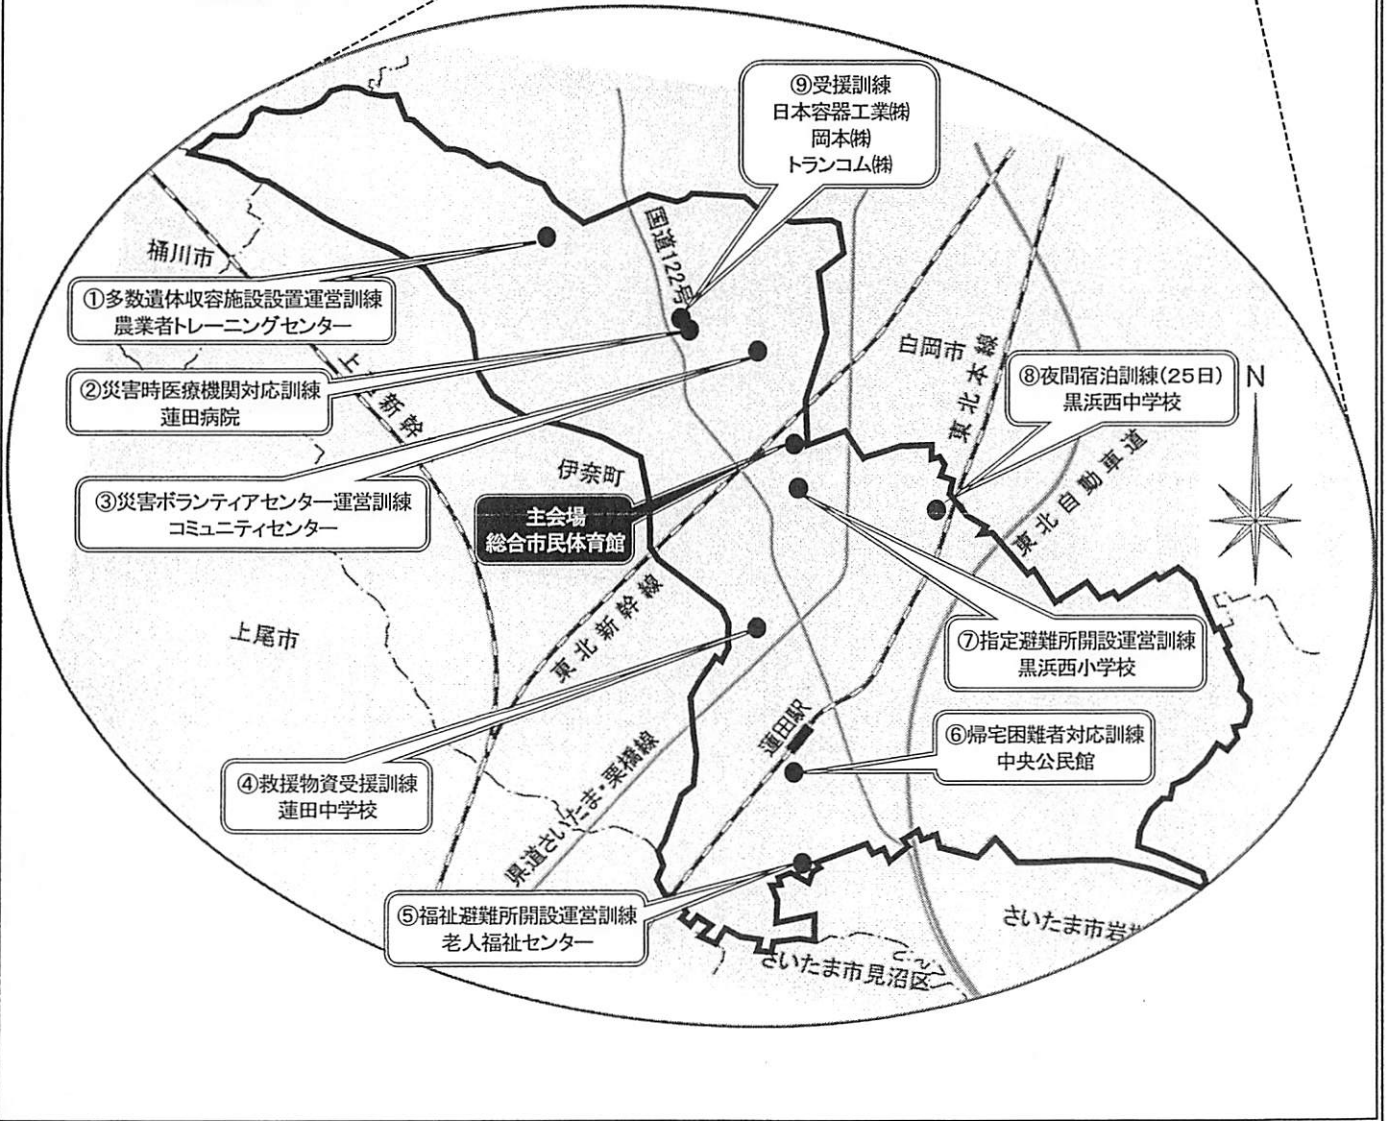 ⑨受援訓練
日本容器工業㈱
岡本㈱
トランコム㈱
国道122号
桶川市
①多数遺体収容施設設置運営訓練
農業者トレーニングセンター
白岡市
東北本線
⑧夜間宿泊訓練(25日)
黒浜西中学校
N
②災害時医療機関対応訓練
蓮田病院
上越新幹
伊奈町
東北自動車道
③災害ボランティアセンター運営訓練
コミュニティセンター
主会場
総合市民体育館
上尾市
東北新幹線
⑦指定避難所開設運営訓練
黒浜西小学校
蓮田駅
⑥帰宅困難者対応訓練
中央公民館
④救援物資受援訓練
蓮田中学校
県道さいたま・栗橋線
⑤福祉避難所開設運営訓練
老人福祉センター
さいたま市岩
さいたま市見沼区